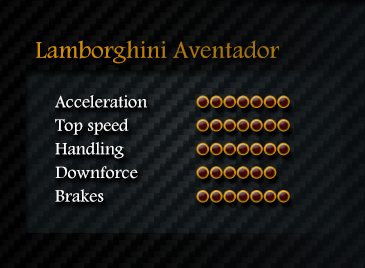 Lamborghini Aventador
Acceleration
Top speed
Handling
Downforce
Brakes